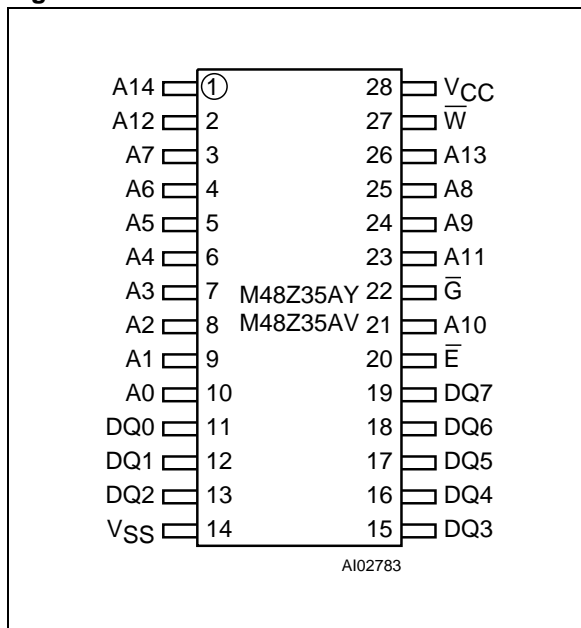 A14 1 28 VCC
A12 2 27 W̅
A7 3 26 A13
A6 4 25 A8
A5 5 24 A9
A4 6 23 A11
A3 7 M48Z35AY 22 G̅
A2 8 M48Z35AV 21 A10
A1 9 20 E̅
A0 10 19 DQ7
DQ0 11 18 DQ6
DQ1 12 17 DQ5
DQ2 13 16 DQ4
VSS 14 15 DQ3
AI02783